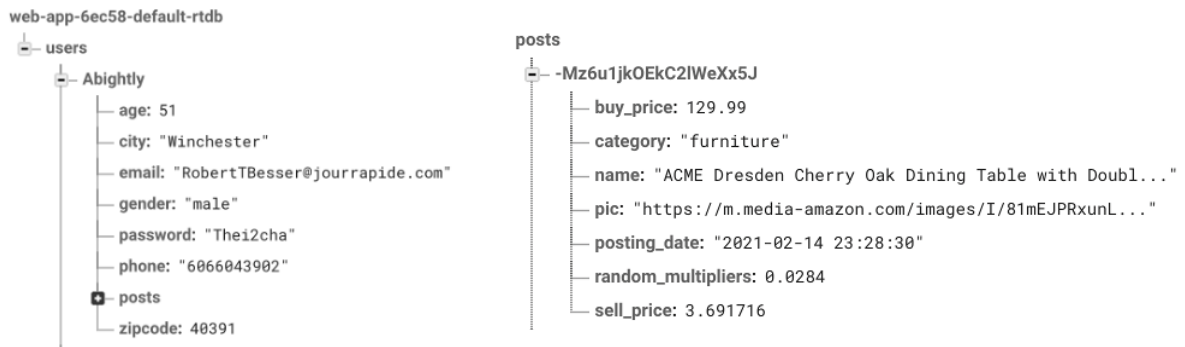 web-app-6ec58-default-rtdb
users
Abightly
age: 51
city: "Winchester"
email: "RobertTBesser@jourrapide.com"
gender: "male"
password: "Thei2cha"
phone: "6066043902"
posts
zipcode: 40391
posts
-Mz6u1jkOEkC2lWeXx5J
buy_price: 129.99
category: "furniture"
name: "ACME Dresden Cherry Oak Dining Table with Doubl..."
pic: "https://m.media-amazon.com/images/I/81mEJPRxunL..."
posting_date: "2021-02-14 23:28:30"
random_multipliers: 0.0284
sell_price: 3.691716